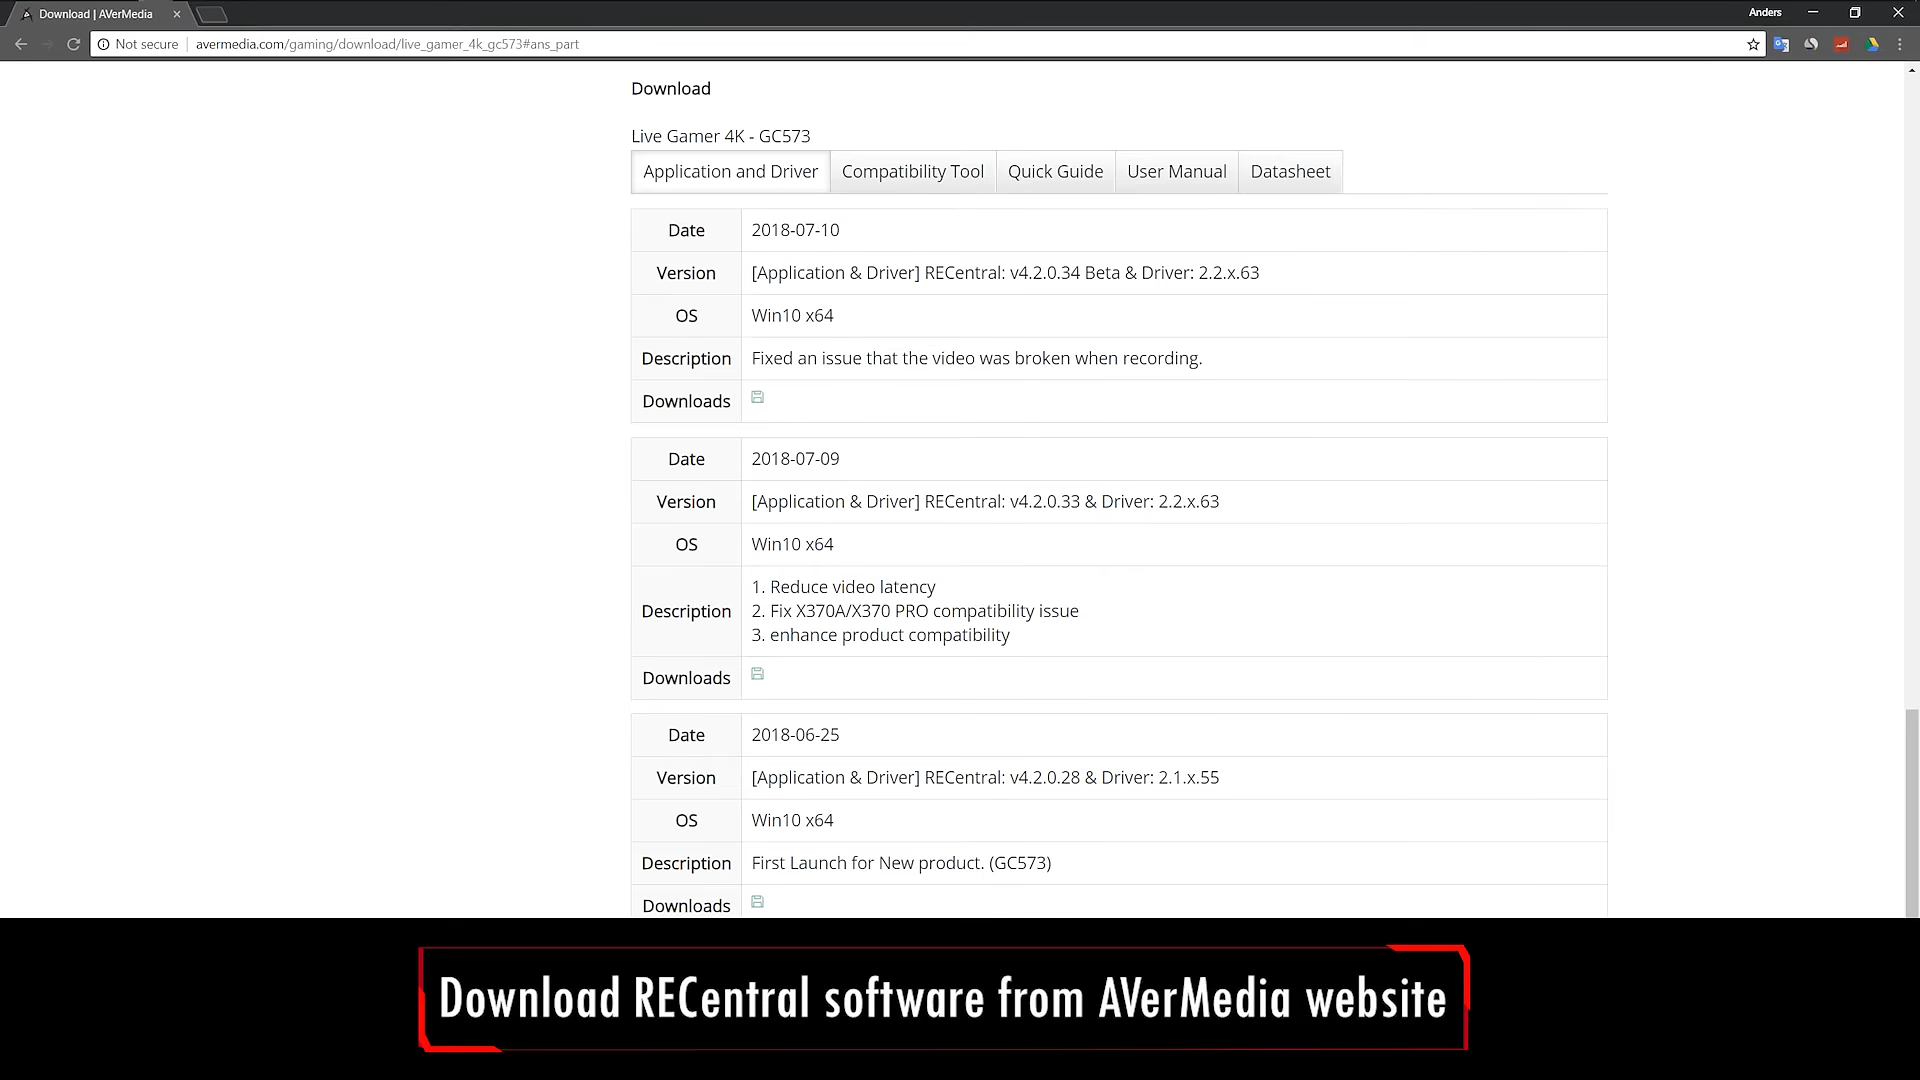 Download | AVerMedia
Anders
Not secure
avermedia.com/gaming/download/live_gamer_4k_gc573#ans_part
Download
Live Gamer 4K - GC573
Application and Driver Compatibility Tool Quick Guide User Manual Datasheet
Date 2018-07-10
Version [Application & Driver] RECentral: v4.2.0.34 Beta & Driver: 2.2.x.63
OS Win10 x64
Description Fixed an issue that the video was broken when recording.
Downloads
Date 2018-07-09
Version [Application & Driver] RECentral: v4.2.0.33 & Driver: 2.2.x.63
OS Win10 x64
1. Reduce video latency
Description 2. Fix X370A/X370 PRO compatibility issue
3. enhance product compatibility
Downloads
Date 2018-06-25
Version [Application & Driver] RECentral: v4.2.0.28 & Driver: 2.1.x.55
OS Win10 x64
Description First Launch for New product. (GC573)
Downloads
Download RECentral software from AVerMedia website